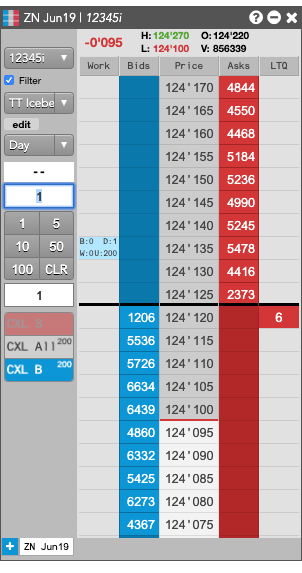 ZN Jun19 | 12345i
-0'095 H: 124'270 O: 124'220
L: 124'100 V: 856339
12345i
Filter
TT Icebe
edit
Day
--
1
1 5
10 50
100 CLR
1
CXL S
CXL All 200
CXL B 200
Work Bids Price Asks LTQ
124'170 4844
124'165 4550
124'160 4468
124'155 5184
124'150 5236
124'145 4990
124'140 5245
B:0 D:1
W:0U:200
124'135 5478
124'130 4416
124'125 2373
1206 124'120 6
5536 124'115
5726 124'110
6634 124'105
6439 124'100
4860 124'095
6332 124'090
5425 124'085
6273 124'080
4367 124'075
+ ZN Jun19